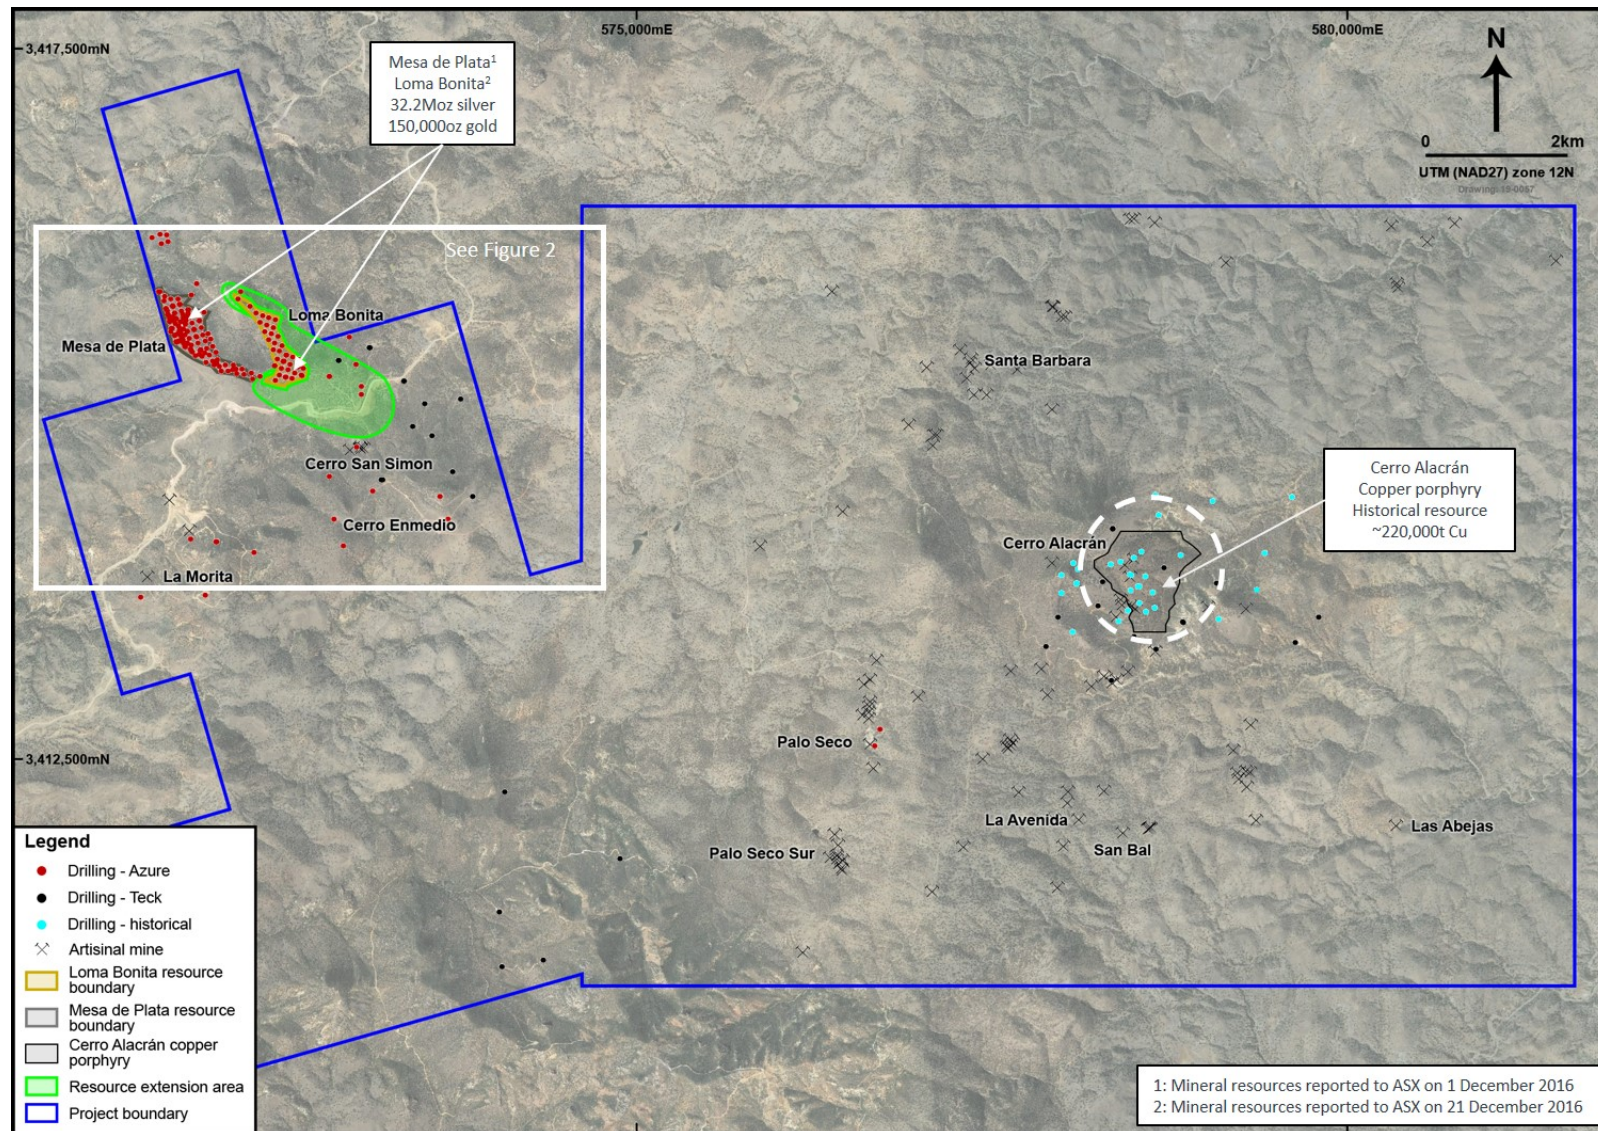 575,000mE
580,000mE
3,417,500mN
Mesa de Plata¹
Loma Bonita²
32.2Moz silver
150,000oz gold
N
0 2km
UTM (NAD27) zone 12N
Drawing: 19-0057
See Figure 2
Loma Bonita
Mesa de Plata
Santa Barbara
Cerro San Simon
Cerro Alacrán
Copper porphyry
Historical resource
~220,000t Cu
Cerro Enmedio
Cerro Alacrán
La Morita
Palo Seco
3,412,500mN
La Avenida
Las Abejas
Palo Seco Sur
San Bal
Legend
Drilling - Azure
Drilling - Teck
Drilling - historical
Artisinal mine
Loma Bonita resource
boundary
Mesa de Plata resource
boundary
Cerro Alacrán copper
porphyry
Resource extension area
Project boundary
1: Mineral resources reported to ASX on 1 December 2016
2: Mineral resources reported to ASX on 21 December 2016